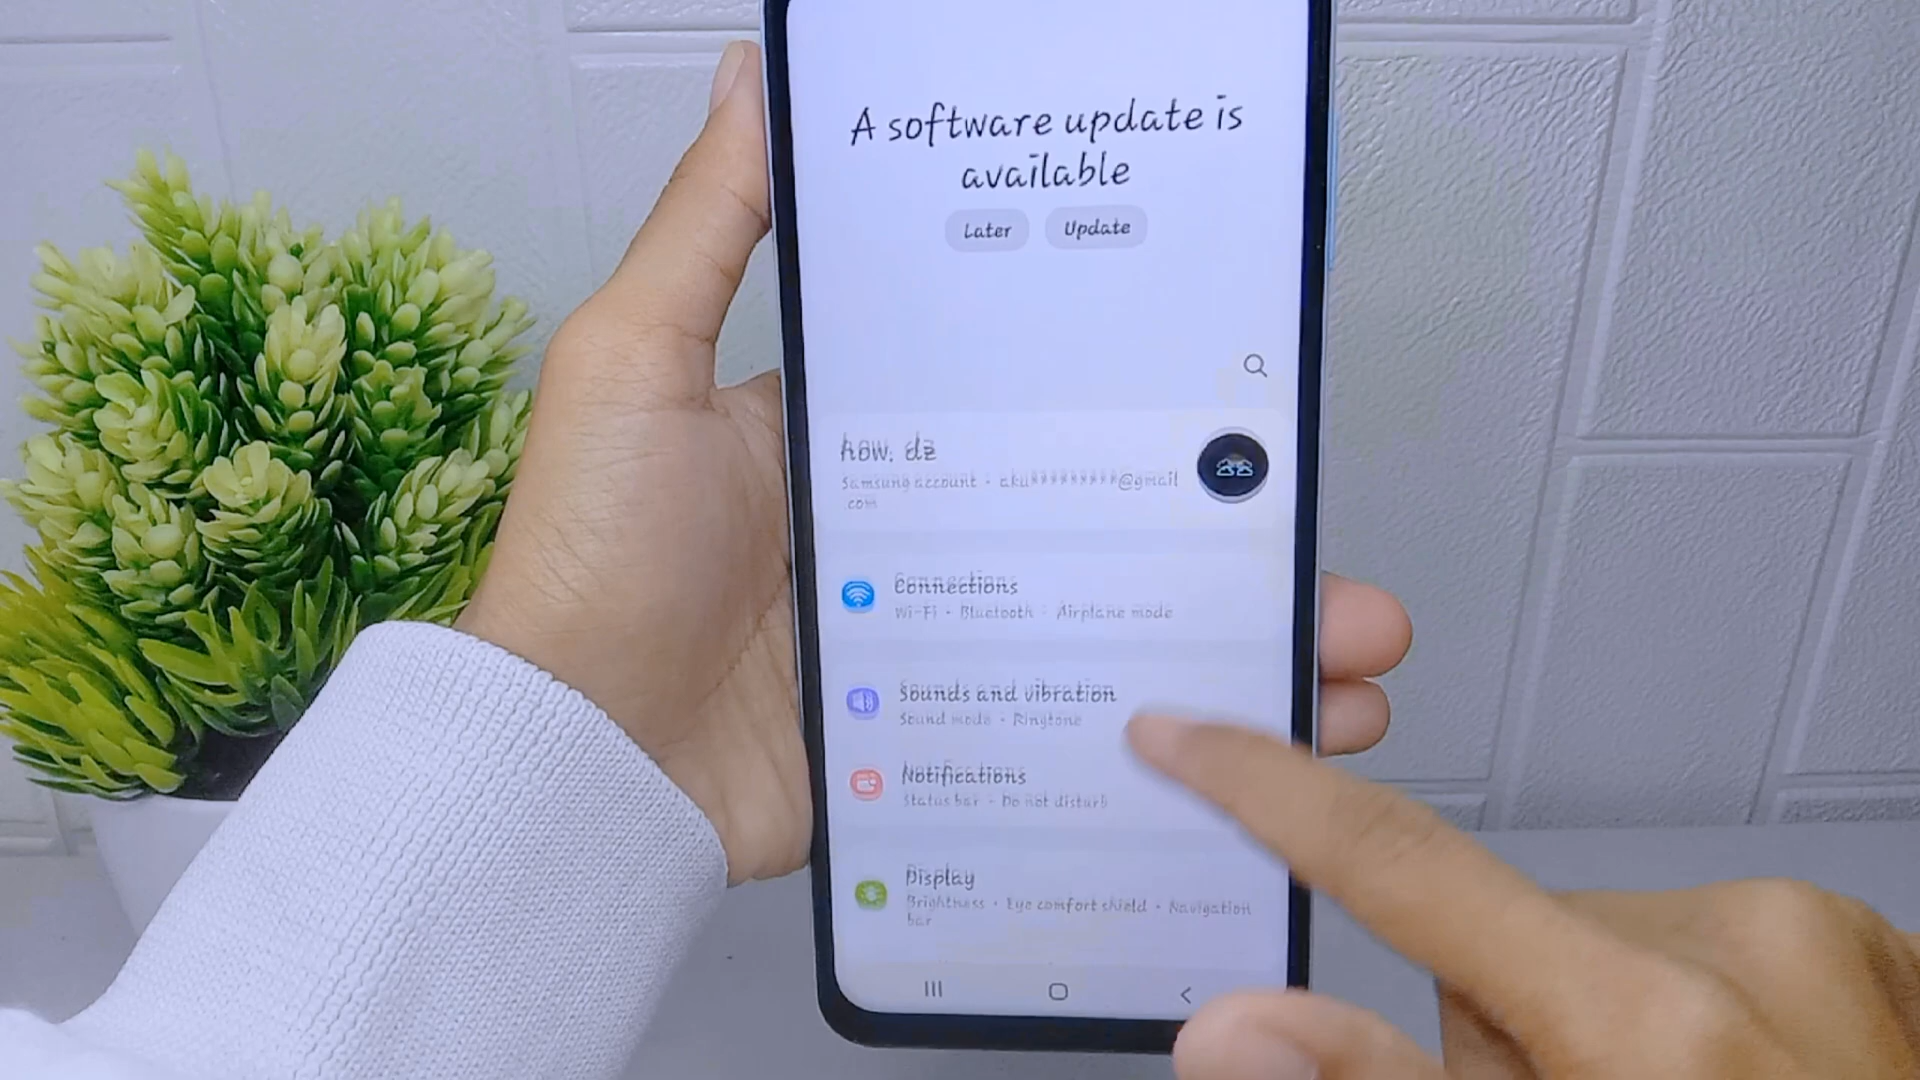 A software update is
available
Later
Update
how. dz
Samsung account • aku*********@gmail
.com
Connections
Wi-Fi • Bluetooth • Airplane mode
Sounds and vibration
Sound mode • Ringtone
Notifications
Status bar • Do not disturb
Display
Brightness • Eye comfort shield • Navigation
bar